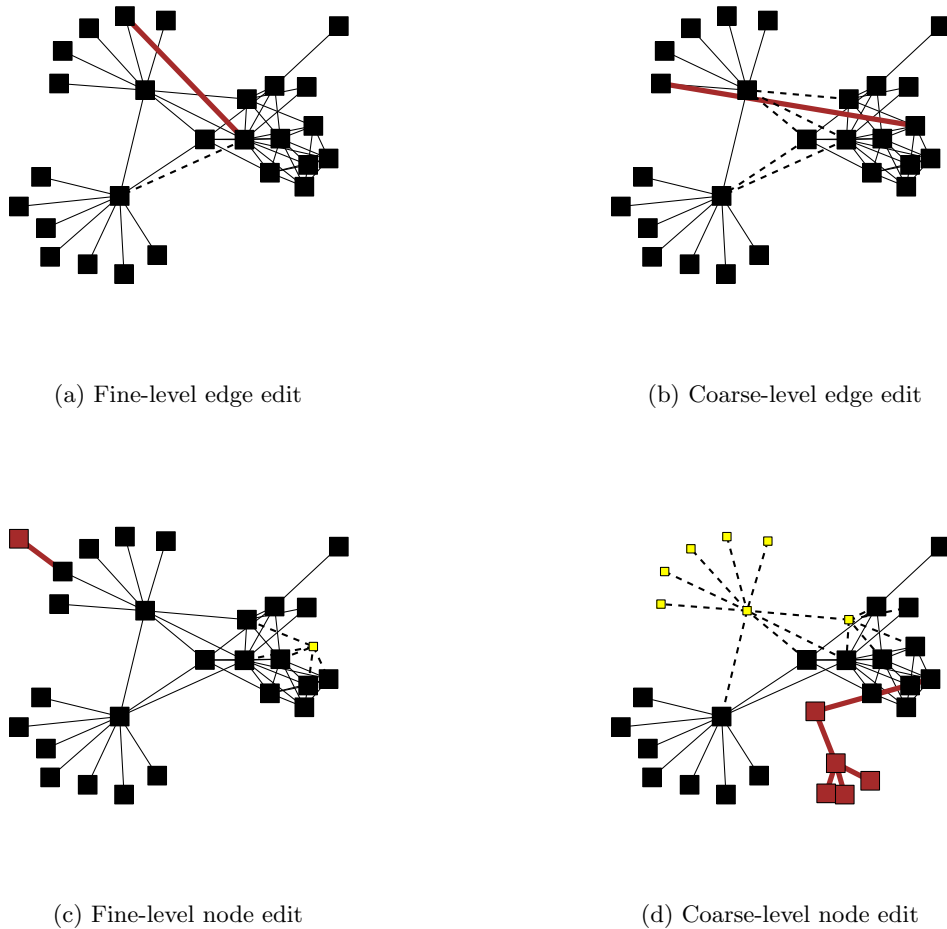 (a) Fine-level edge edit
(b) Coarse-level edge edit
(c) Fine-level node edit
(d) Coarse-level node edit